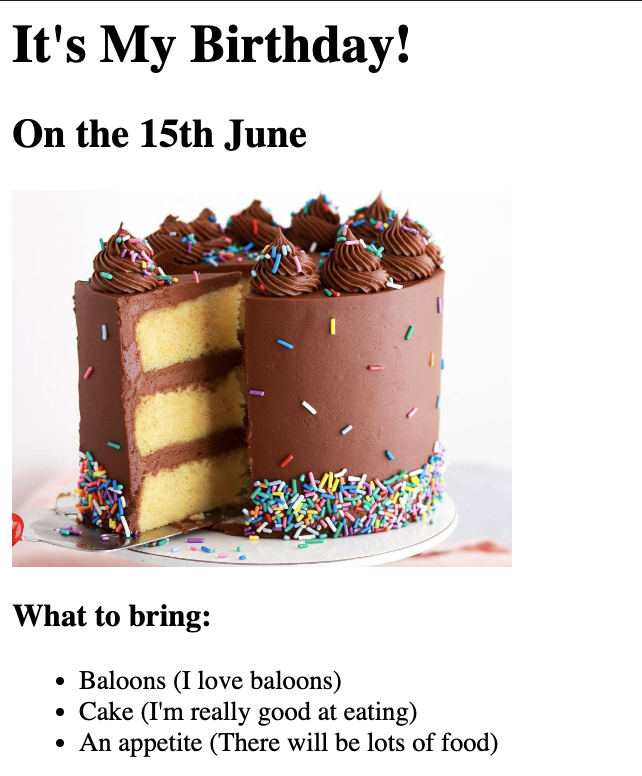 It's My Birthday!
On the 15th June
What to bring:
Baloons (I love baloons)
Cake (I'm really good at eating)
An appetite (There will be lots of food)